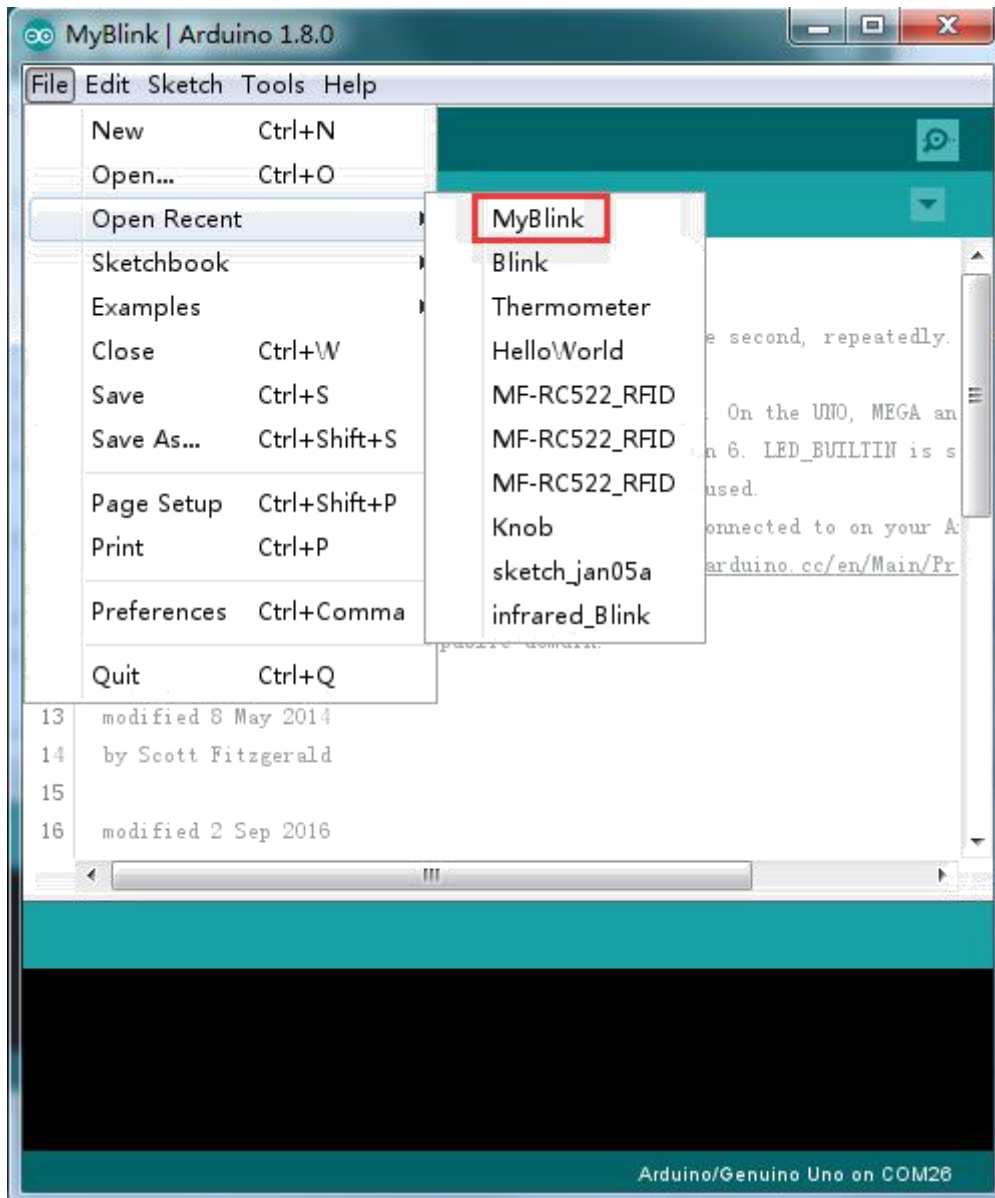 MyBlink | Arduino 1.8.0
File Edit Sketch Tools Help
New Ctrl+N
Open... Ctrl+O
Open Recent
Sketchbook
Examples
Close Ctrl+W
Save Ctrl+S
Save As... Ctrl+Shift+S
Page Setup Ctrl+Shift+P
Print Ctrl+P
Preferences Ctrl+Comma
Quit Ctrl+Q
MyBlink
Blink
Thermometer
HelloWorld
MF-RC522_RFID
MF-RC522_RFID
MF-RC522_RFID
Knob
sketch_jan05a
infrared_Blink
e second, repeatedly.
. On the UNO, MEGA an
n 6. LED_BUILTIN is s
used.
onnected to on your A
arduino.cc/en/Main/Pr
public domain.
13 modified 8 May 2014
14 by Scott Fitzgerald
15
16 modified 2 Sep 2016
Arduino/Genuino Uno on COM26